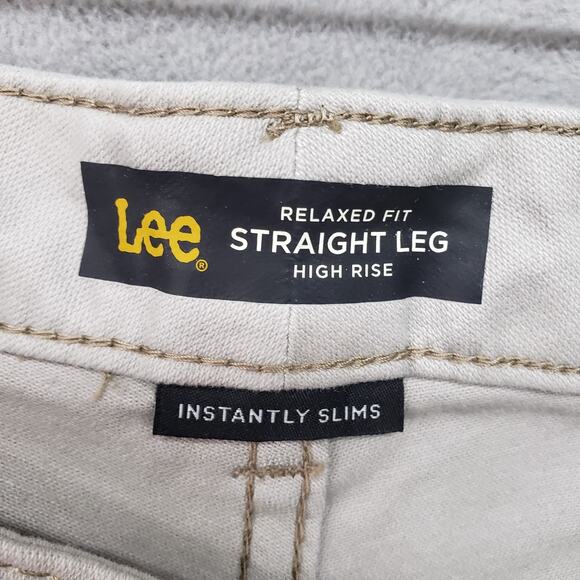 Lee®
RELAXED FIT
STRAIGHT LEG
HIGH RISE
INSTANTLY SLIMS